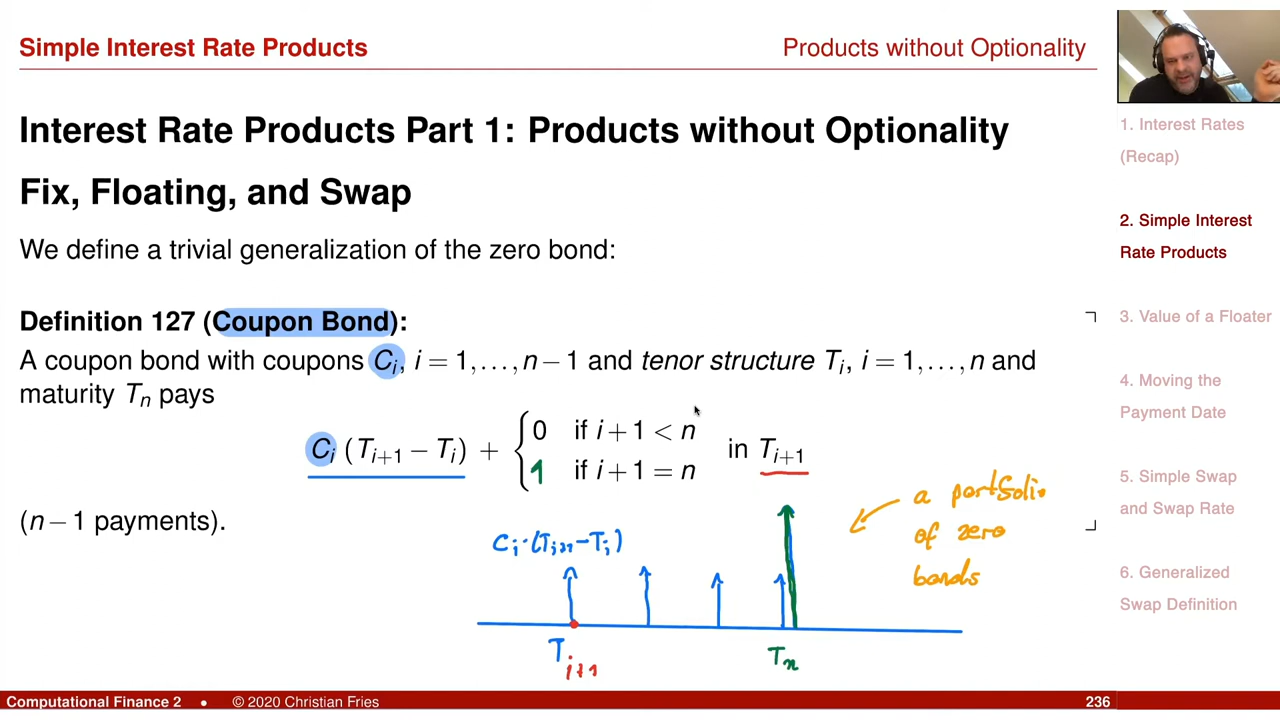 Simple Interest Rate Products
Products without Optionality
Interest Rate Products Part 1: Products without Optionality
Fix, Floating, and Swap
We define a trivial generalization of the zero bond:
Definition 127 (Coupon Bond):
A coupon bond with coupons Cᵢ, i = 1,…,n − 1 and tenor structure Tᵢ, i = 1,…,n and
maturity Tₙ pays
Cᵢ (Tᵢ₊₁ − Tᵢ) + { 0 if i + 1 < n
1 if i + 1 = n
in Tᵢ₊₁
(n − 1 payments).
a portfolio
of zero
bonds
Cᵢ·(Tᵢ₊₁−Tᵢ)
Tᵢ₊₁
Tₙ
1. Interest Rates
(Recap)
2. Simple Interest
Rate Products
3. Value of a Floater
4. Moving the
Payment Date
5. Simple Swap
and Swap Rate
6. Generalized
Swap Definition
Computational Finance 2 • © 2020 Christian Fries
236